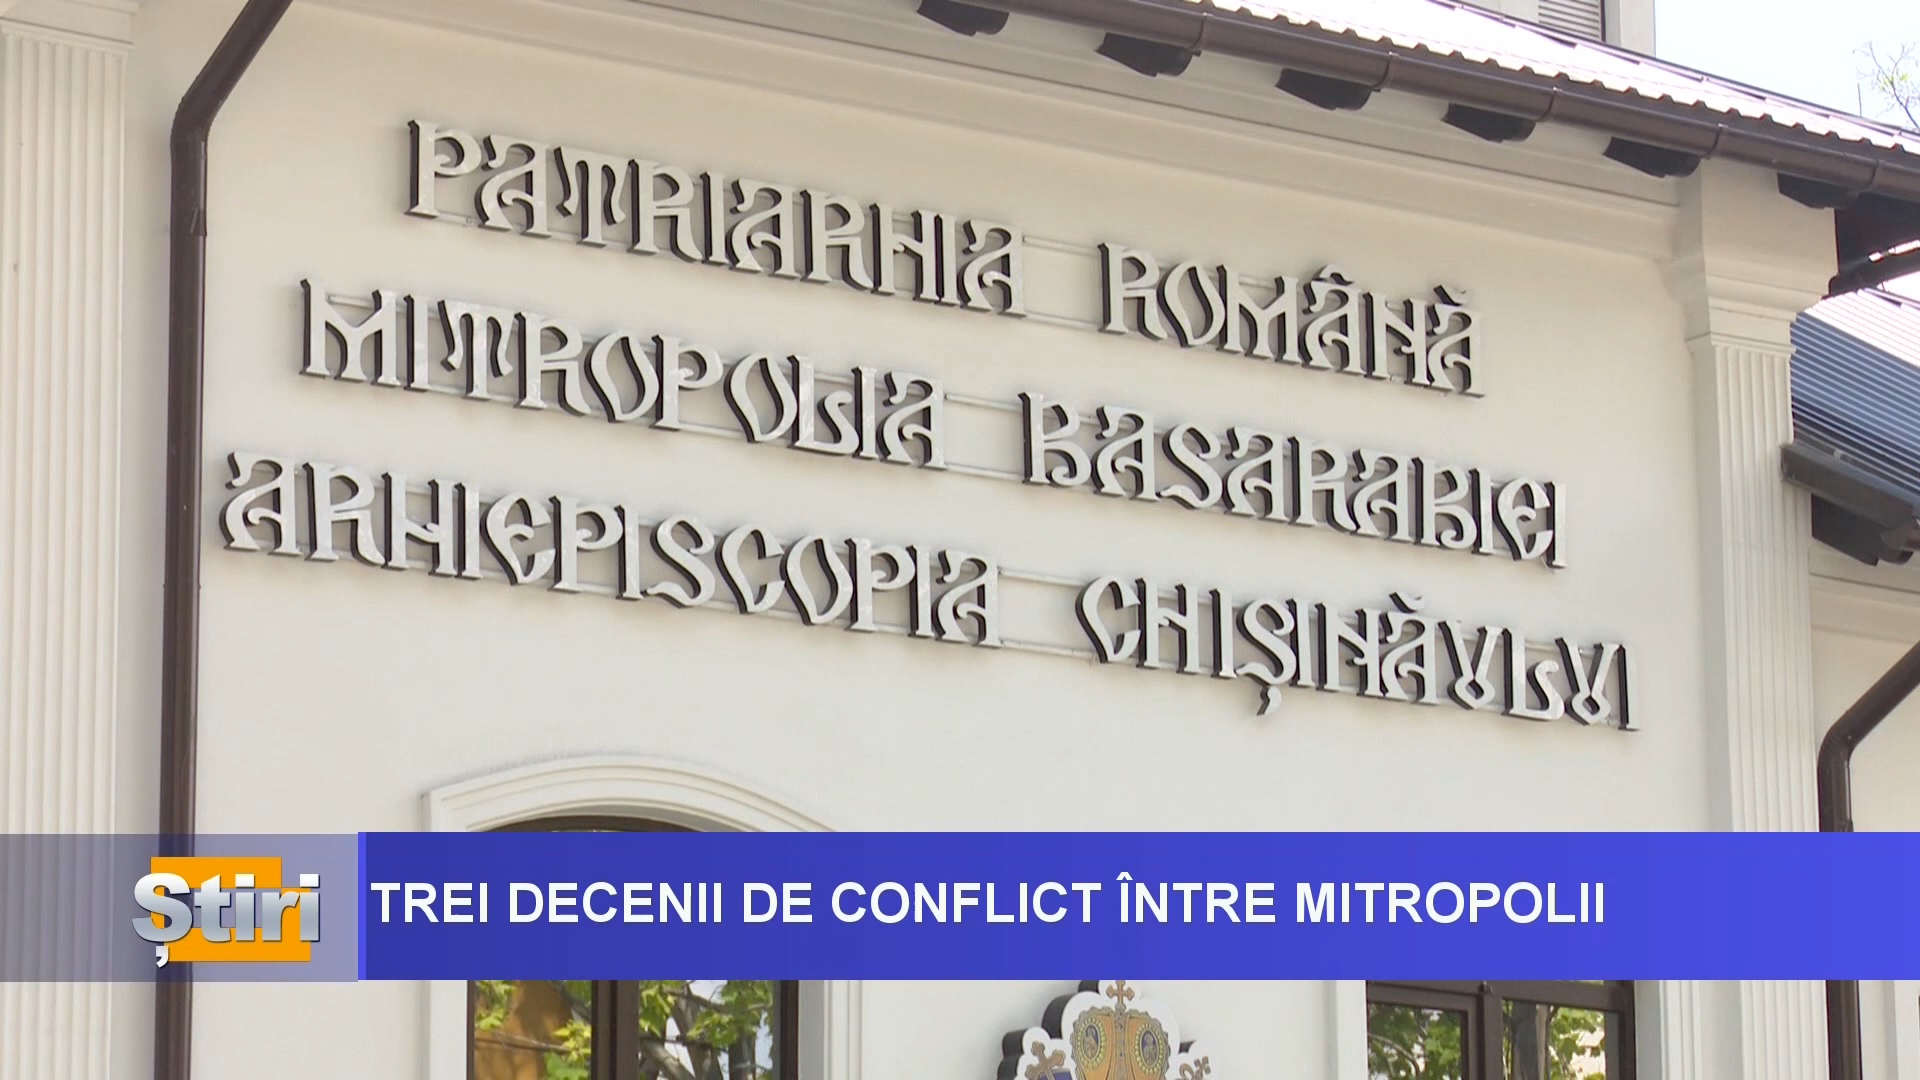 PATRIARHIA ROMÂNĂ
MITROPOLIA BASARABIEI
ARHIEPISCOPIA CHIȘINĂULUI
Știri
TREI DECENII DE CONFLICT ÎNTRE MITROPOLII